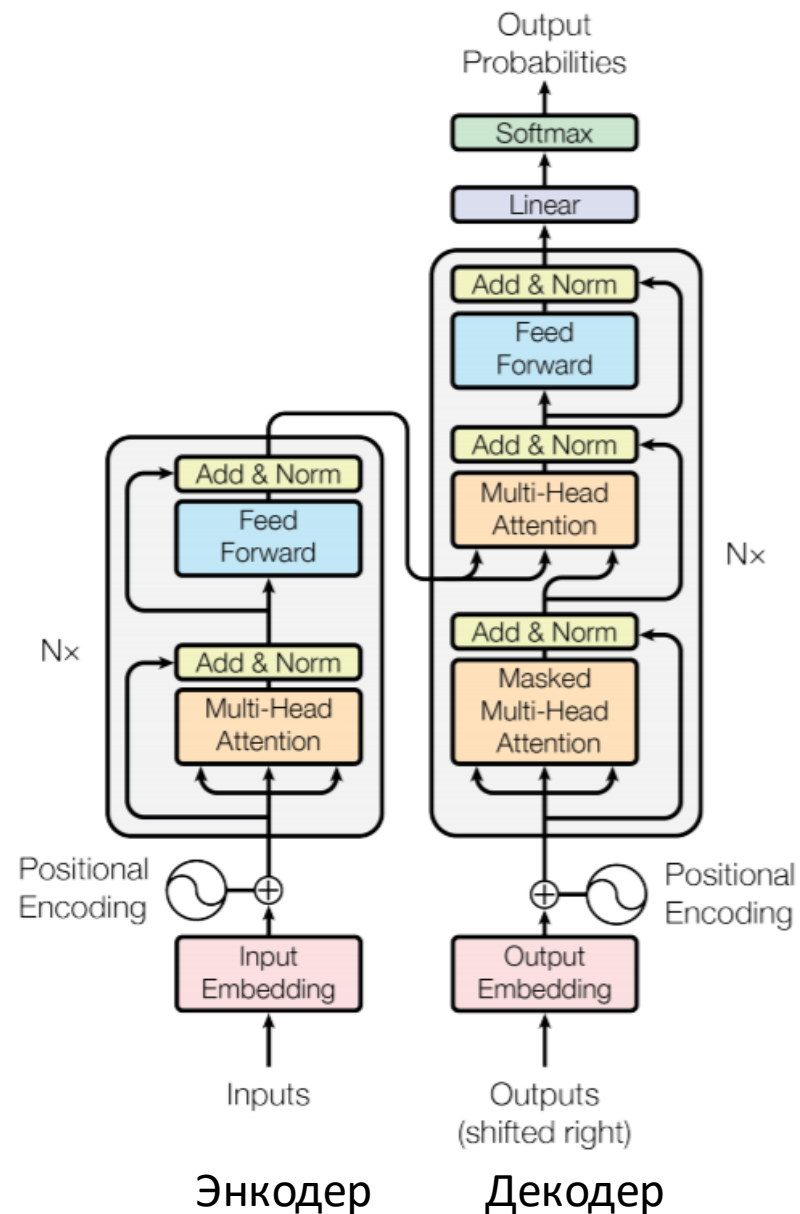 Output
Probabilities
Softmax
Linear
Add & Norm
Feed
Forward
Add & Norm
Multi-Head
Attention
Add & Norm
Masked
Multi-Head
Attention
Nx
Add & Norm
Feed
Forward
Add & Norm
Multi-Head
Attention
Nx
Positional
Encoding
Positional
Encoding
Input
Embedding
Output
Embedding
Inputs
Outputs
(shifted right)
Энкодер
Декодер